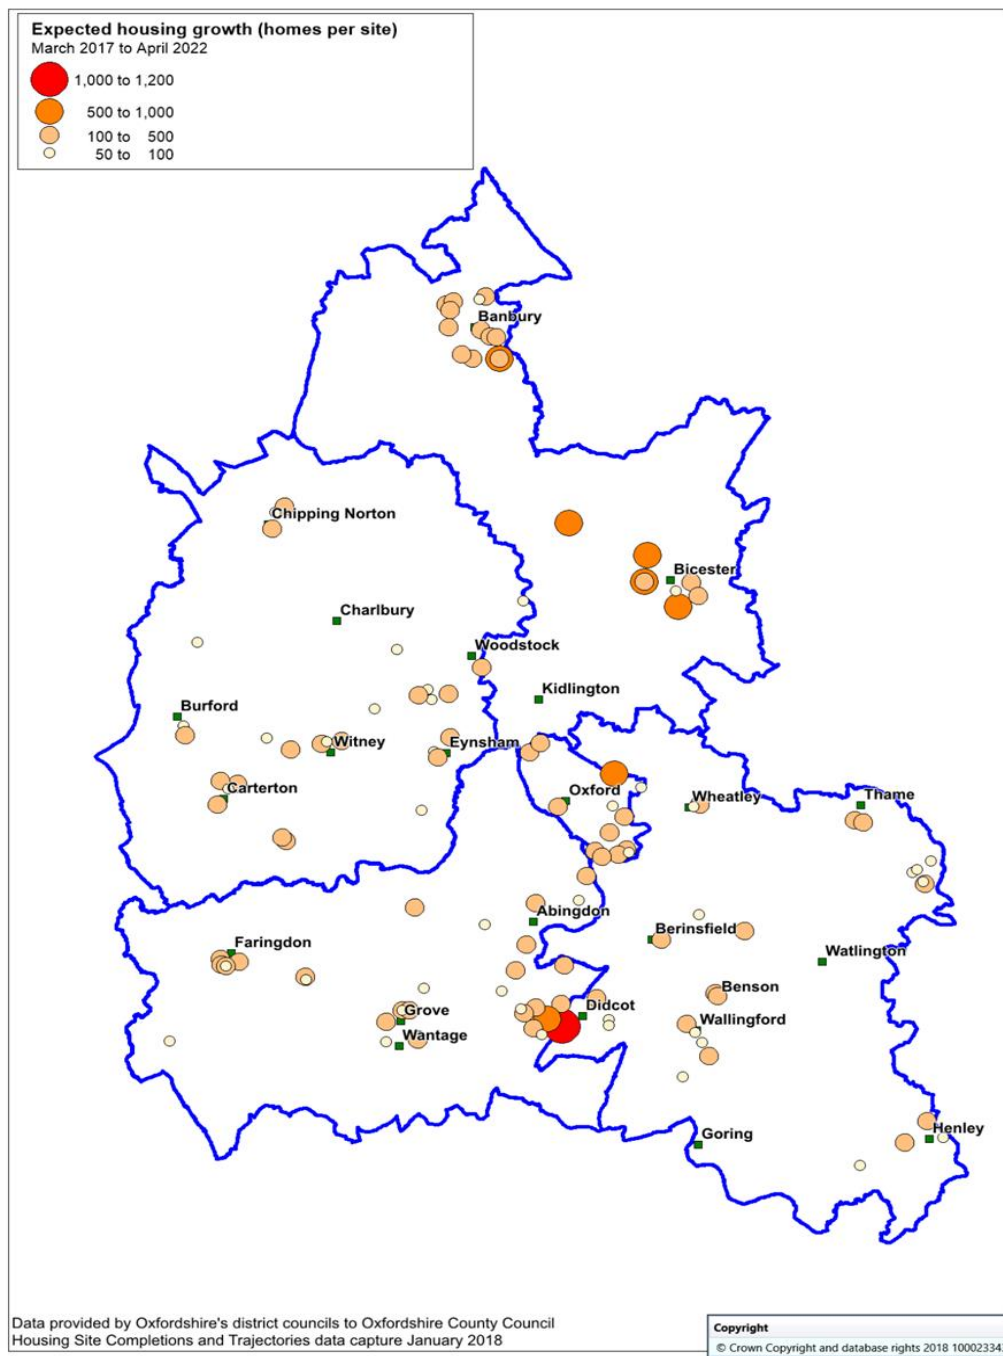 Expected housing growth (homes per site)
March 2017 to April 2022
1,000 to 1,200
500 to 1,000
100 to 500
50 to 100
Banbury
Chipping Norton
Bicester
Charlbury
Woodstock
Kidlington
Burford
Witney
Eynsham
Carterton
Oxford
Wheatley
Thame
Abingdon
Berinsfield
Faringdon
Watlington
Benson
Grove
Didcot
Wallingford
Wantage
Goring
Henley
Data provided by Oxfordshire's district councils to Oxfordshire County Council
Housing Site Completions and Trajectories data capture January 2018
Copyright
© Crown Copyright and database rights 2018